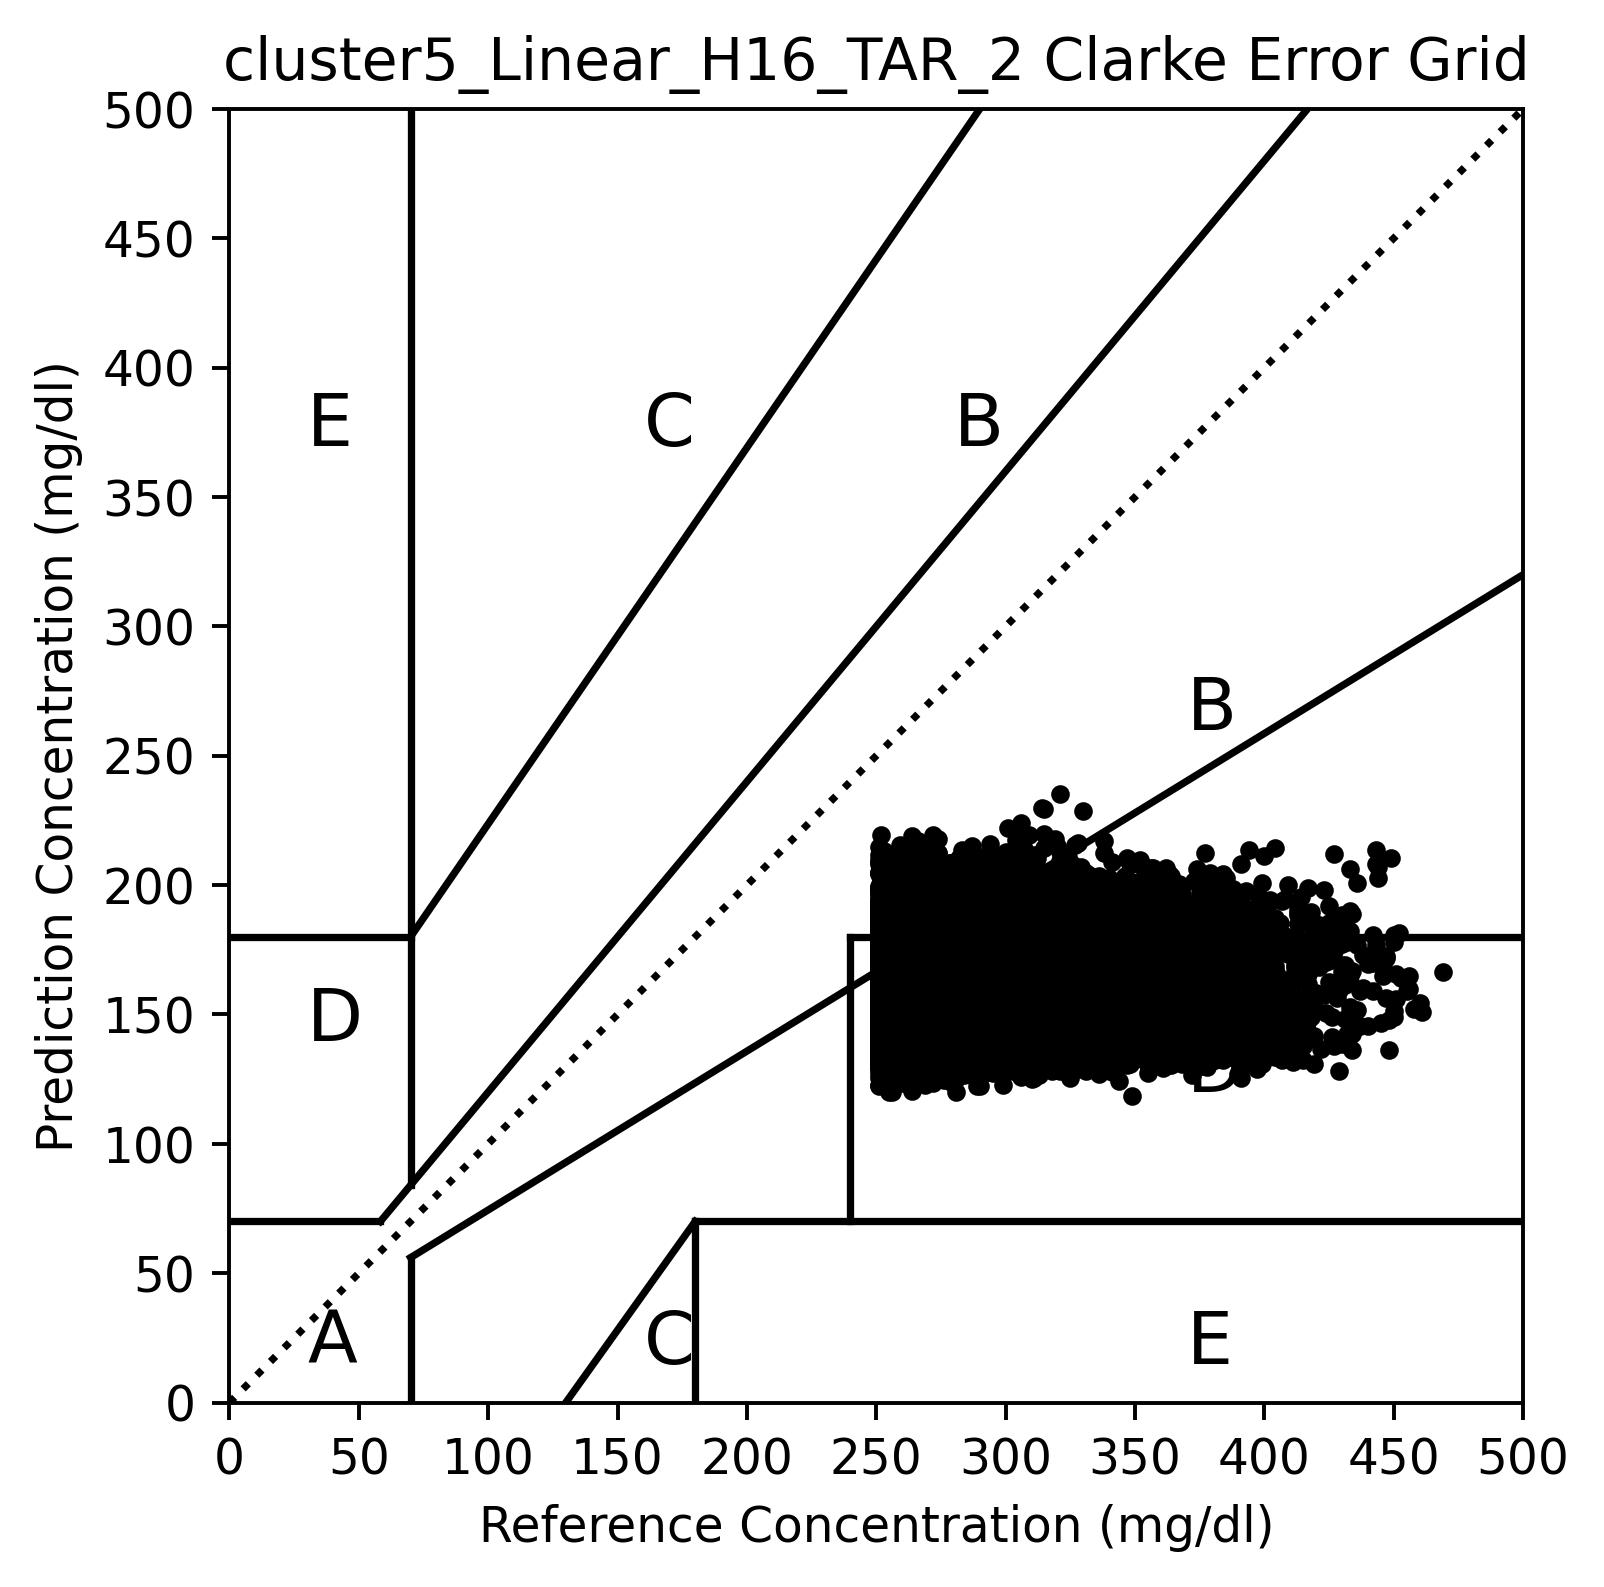 cluster5_Linear_H16_TAR_2 Clarke Error Grid
Prediction Concentration (mg/dl)
500
450
400
350
300
250
200
150
100
50
0
E
C
B
B
D
D
A
C
E
0 50 100 150 200 250 300 350 400 450 500
Reference Concentration (mg/dl)